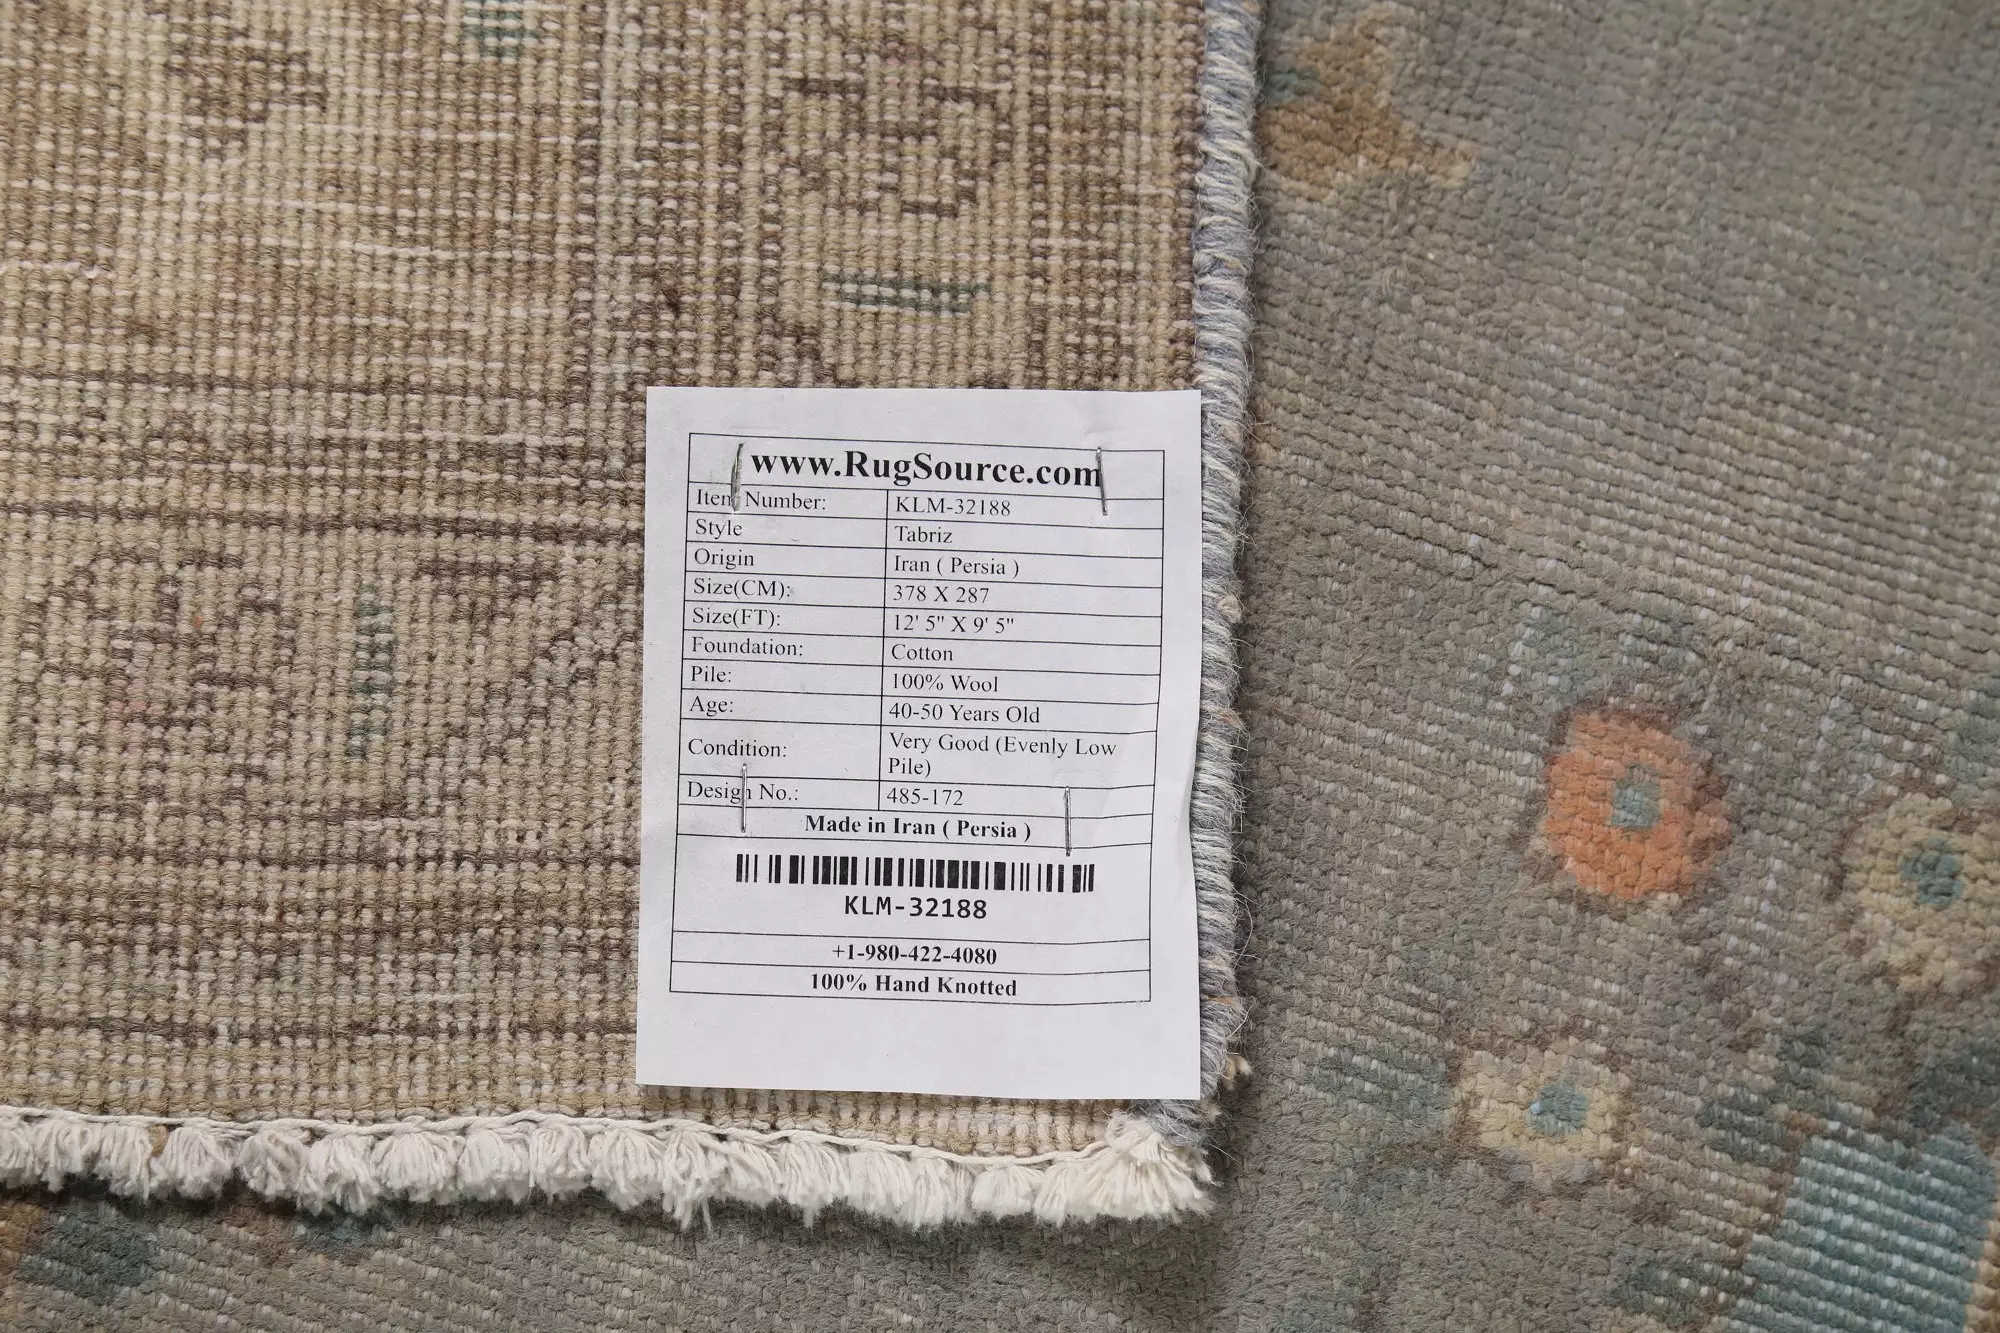 www.RugSource.com
Item Number: KLM-32188
Style Tabriz
Origin Iran ( Persia )
Size(CM): 378 X 287
Size(FT): 12' 5" X 9' 5"
Foundation: Cotton
Pile: 100% Wool
Age: 40-50 Years Old
Condition: Very Good (Evenly Low
Pile)
Design No.: 485-172
Made in Iran ( Persia )
KLM-32188
+1-980-422-4080
100% Hand Knotted